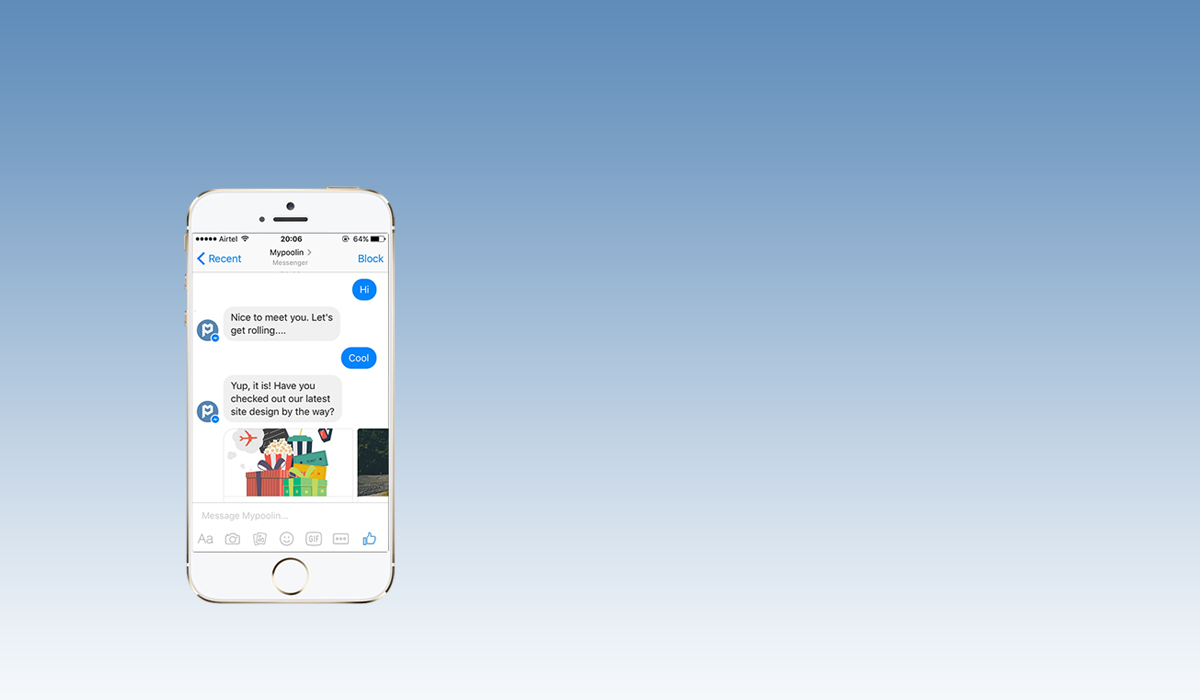 Airtel 20:06 64%
Recent Mypoolin Block
Messenger
Hi
Nice to meet you. Let's
get rolling....
Cool
Yup, it is! Have you
checked out our latest
site design by the way?
Message Mypoolin...
Aa GIF